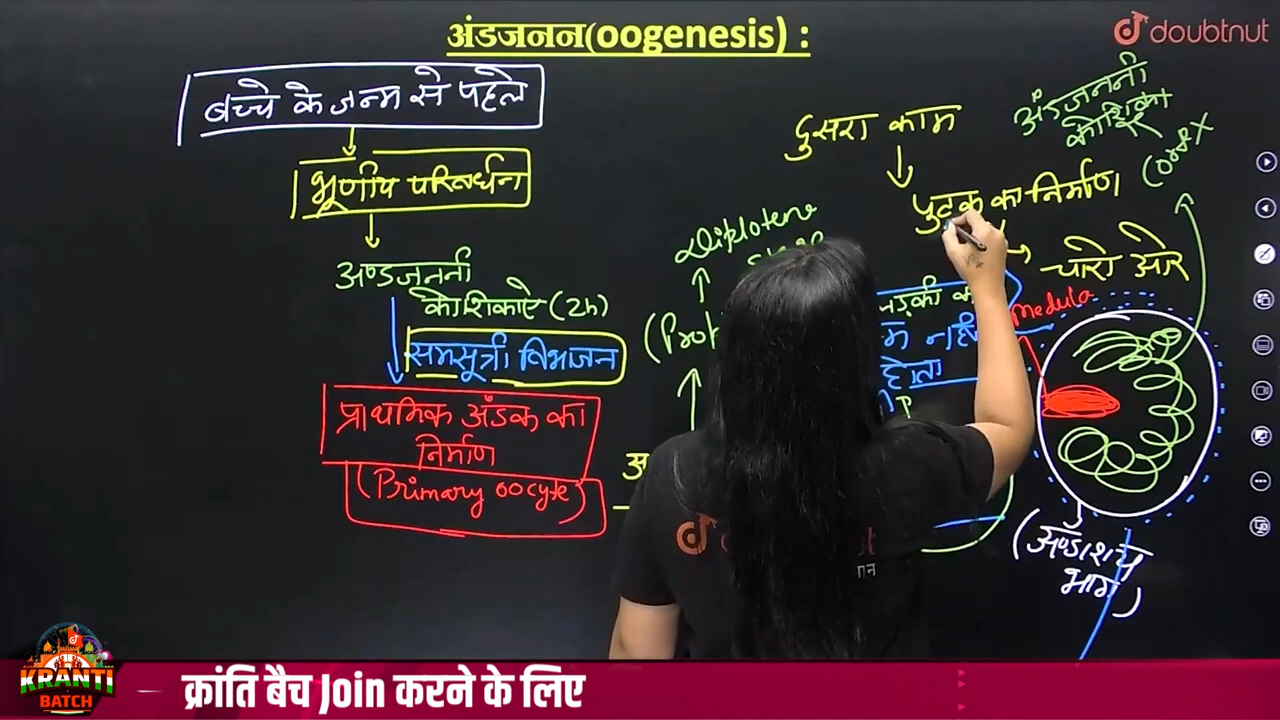 अंडजनन(oogenesis) :
doubtnut
बच्चे के जन्म से पहले
भ्रूणीय परिवर्धन
अण्डजननी
कोशिकाऐ (2n)
समसूत्री विभाजन
प्राथमिक अंडक का
निर्माण
(Primary oocyte)
Diplotene
दुसरा काम
पुटक का निर्माण
चारो ओर
अंडजननी
कोशिका
Medula
होता
(अण्डाशय
भाग)
KRANTI
BATCH
क्रांति बैच Join करने के लिए